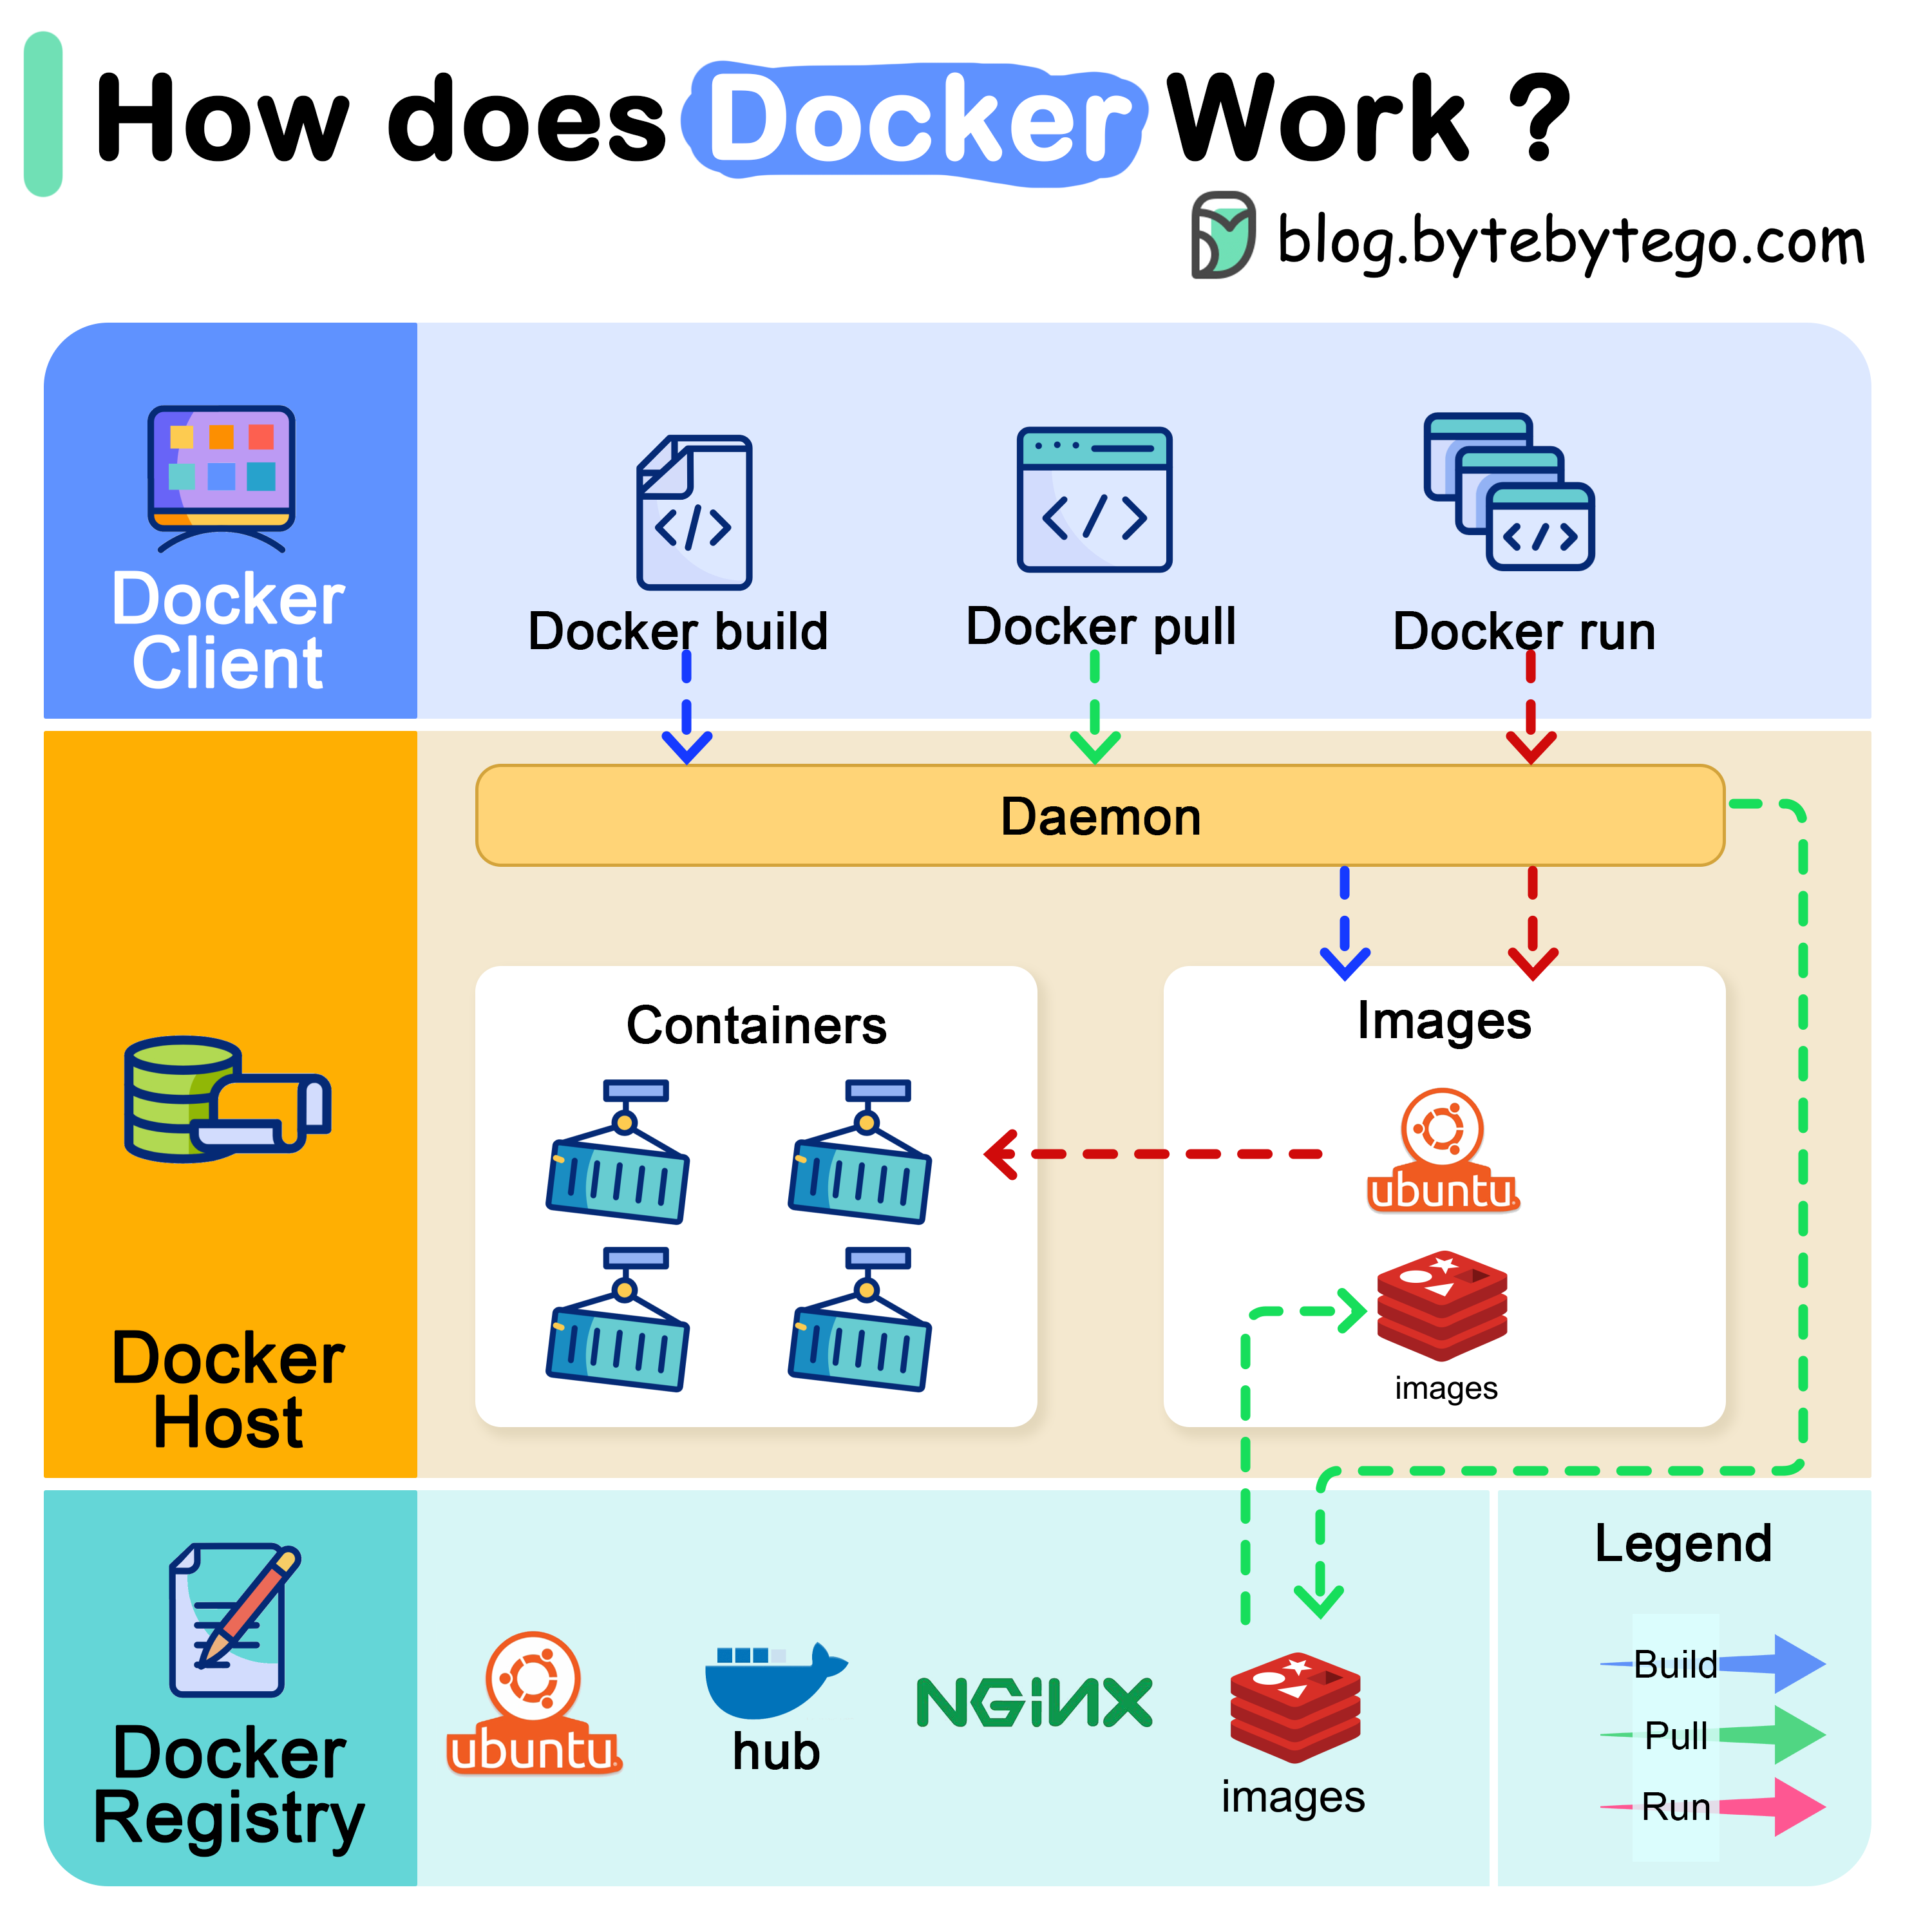 How does Docker Work ?
blog.bytebytego.com
Docker
Client
Docker build
Docker pull
Docker run
Daemon
Docker
Host
Containers
Images
ubuntu
images
Docker
Registry
ubuntu
hub
NGiNX
images
Legend
Build
Pull
Run